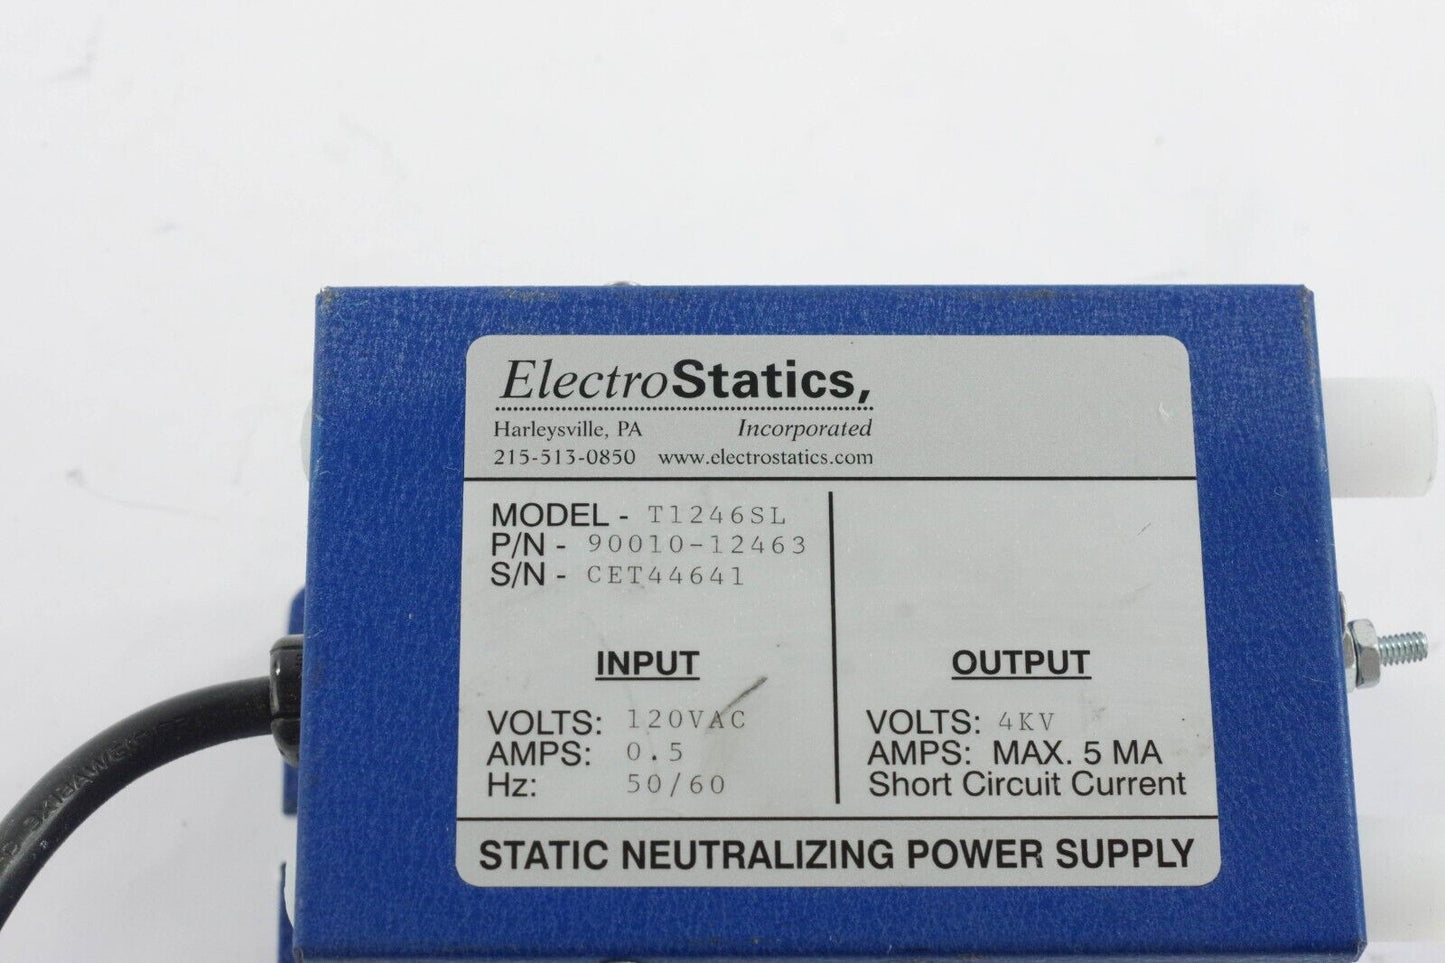 ElectroStatics,
Harleysville, PA Incorporated
215-513-0850 www.electrostatics.com
MODEL - T1246SL
P/N - 90010-12463
S/N - CET44641
INPUT
VOLTS: 120VAC
AMPS: 0.5
Hz: 50/60
OUTPUT
VOLTS: 4KV
AMPS: MAX. 5 MA
Short Circuit Current
STATIC NEUTRALIZING POWER SUPPLY